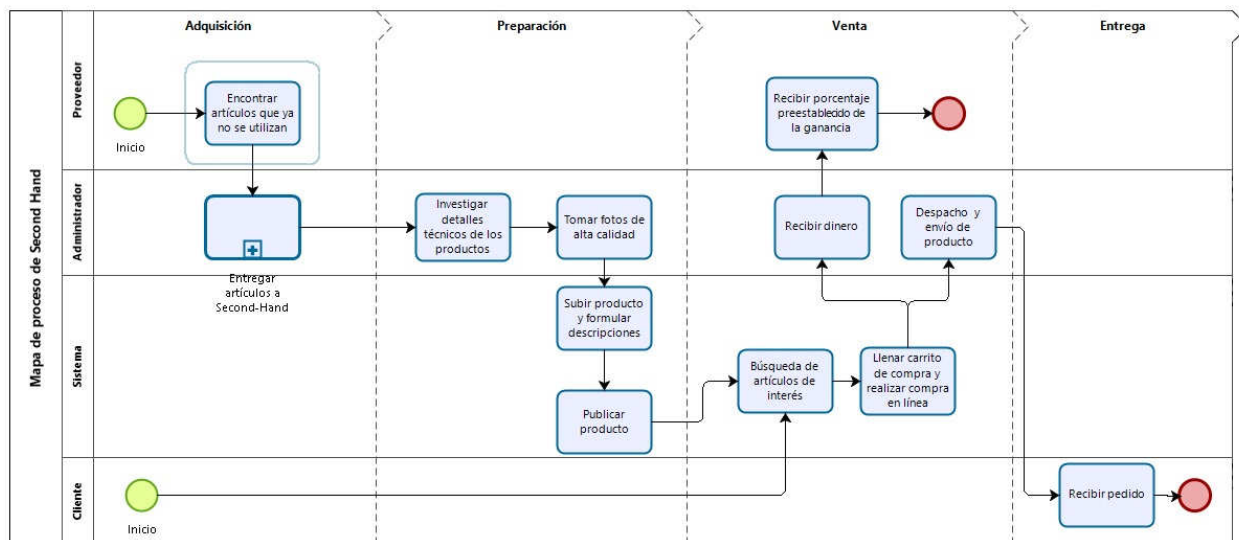 Adquisición
Preparación
Venta
Entrega
Mapa de proceso de Second Hand
Proveedor
Inicio
Encontrar
artículos que ya
no se utilizan
Recibir porcentaje
preestablecido de
la ganancia
Administrador
Entregar
artículos a
Second-Hand
Investigar
detalles
técnicos de los
productos
Tomar fotos de
alta calidad
Recibir dinero
Despacho y
envío de
producto
Sistema
Subir producto
y formular
descripciones
Publicar
producto
Búsqueda de
artículos de
interés
Llenar carrito
de compra y
realizar compra
en línea
Cliente
Inicio
Recibir pedido